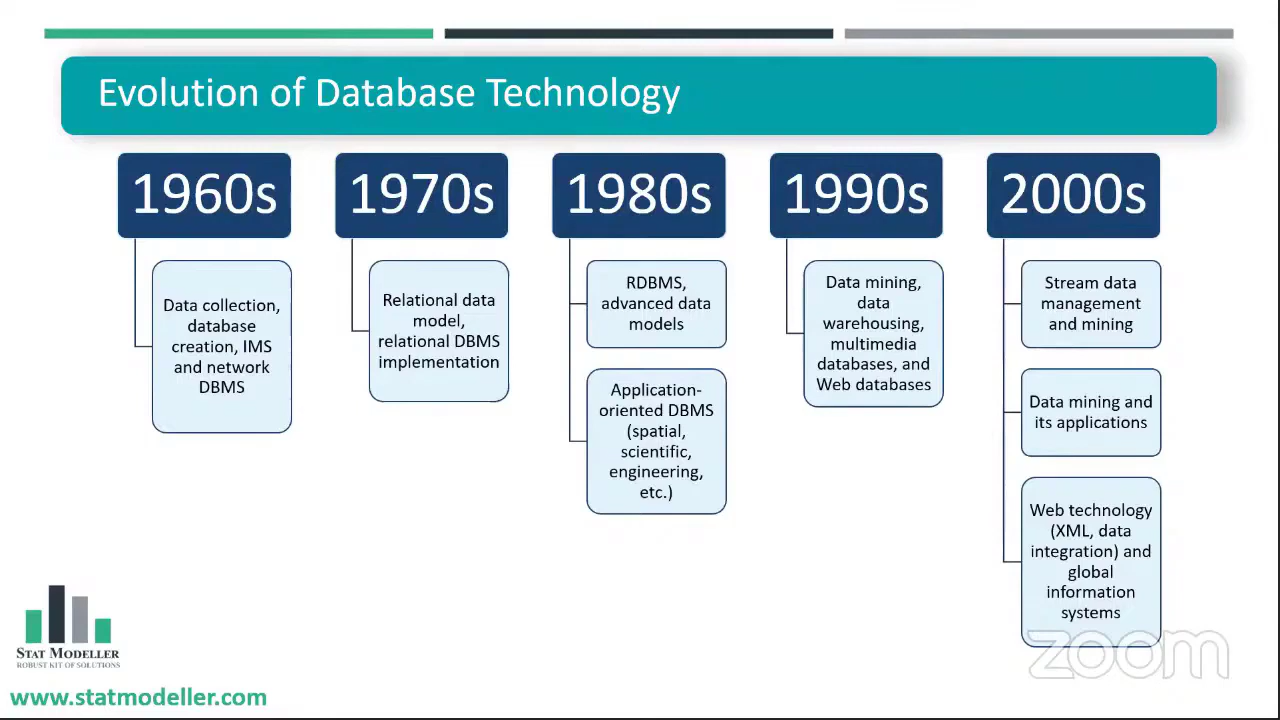 Evolution of Database Technology
1960s
Data collection,
database
creation, IMS
and network
DBMS
1970s
Relational data
model,
relational DBMS
implementation
1980s
RDBMS,
advanced data
models
Application-
oriented DBMS
(spatial,
scientific,
engineering,
etc.)
1990s
Data mining,
data
warehousing,
multimedia
databases, and
Web databases
2000s
Stream data
management
and mining
Data mining and
its applications
Web technology
(XML, data
integration) and
global
information
systems
STAT MODELLER
ROBUST KIT OF SOLUTIONS
www.statmodeller.com
zoom